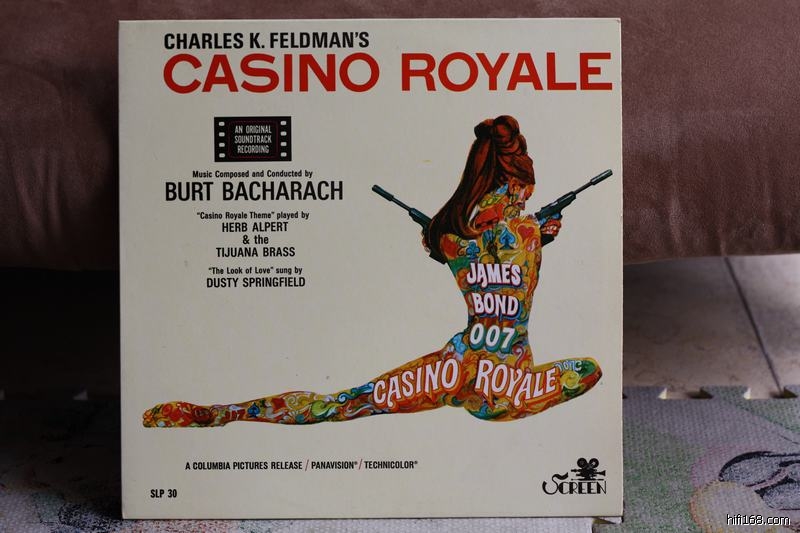 CHARLES K. FELDMAN'S
CASINO ROYALE
AN ORIGINAL
SOUNDTRACK
RECORDING
Music Composed and Conducted by
BURT BACHARACH
"Casino Royale Theme" played by
HERB ALPERT
& the
TIJUANA BRASS
"The Look of Love" sung by
DUSTY SPRINGFIELD
JAMES
BOND
007
CASINO ROYALE
A COLUMBIA PICTURES RELEASE / PANAVISION® / TECHNICOLOR®
SLP 30
SCREEN
hifi168.com